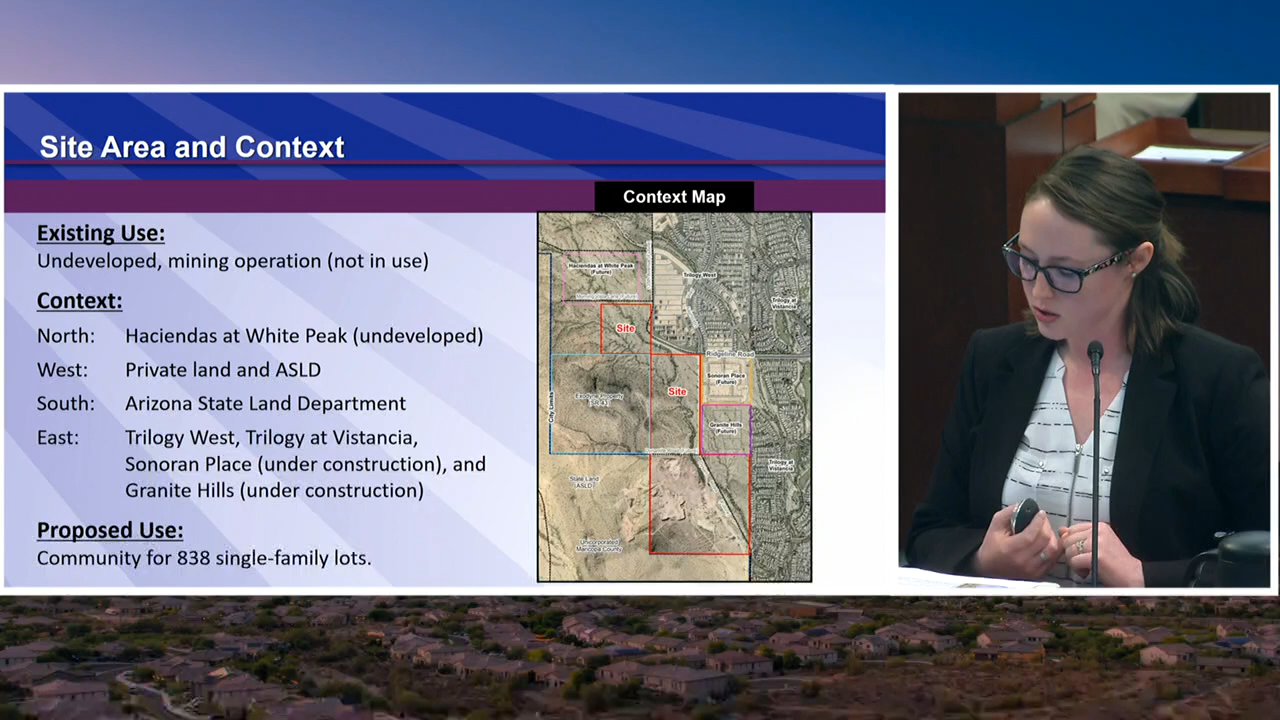 Site Area and Context
Context Map
Existing Use:
Undeveloped, mining operation (not in use)
Context:
North: Haciendas at White Peak (undeveloped)
West: Private land and ASLD
South: Arizona State Land Department
East: Trilogy West, Trilogy at Vistancia,
Sonoran Place (under construction), and
Granite Hills (under construction)
Proposed Use:
Community for 838 single-family lots.
Haciendas at White Peak
(Future)
Trilogy West
Trilogy at
Vistancia
Site
Ridgeline Road
Sonoran Place
(Future)
Site
City Limits
Granite Hills
(Future)
Trilogy at
Vistancia
State Land
(ASLD)
Unicorporated
Maricopa County